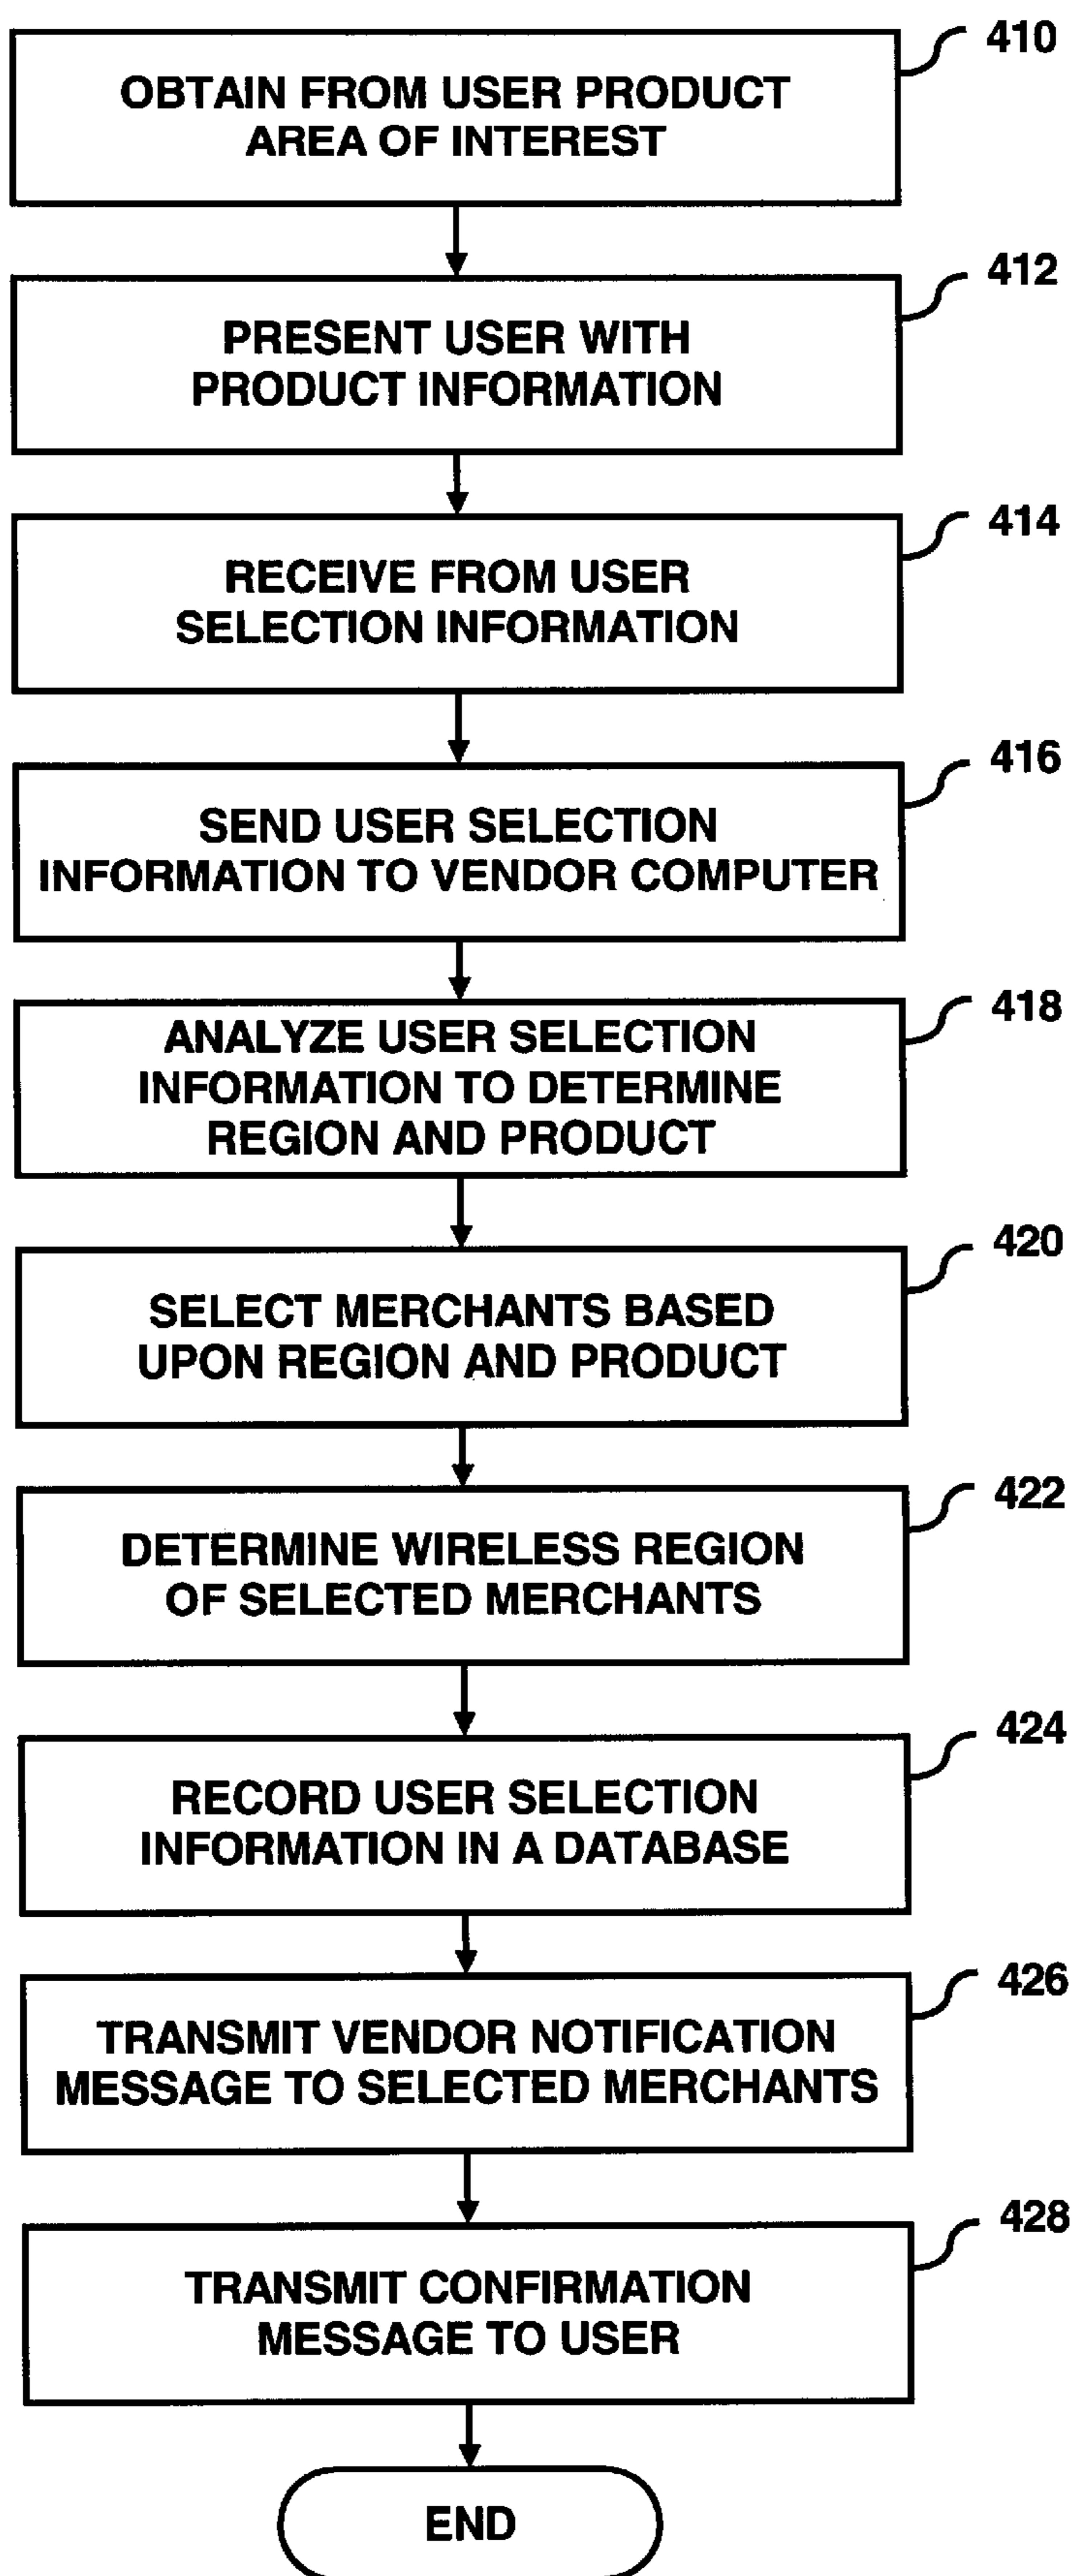 410
OBTAIN FROM USER PRODUCT
AREA OF INTEREST
412
PRESENT USER WITH
PRODUCT INFORMATION
414
RECEIVE FROM USER
SELECTION INFORMATION
416
SEND USER SELECTION
INFORMATION TO VENDOR COMPUTER
418
ANALYZE USER SELECTION
INFORMATION TO DETERMINE
REGION AND PRODUCT
420
SELECT MERCHANTS BASED
UPON REGION AND PRODUCT
422
DETERMINE WIRELESS REGION
OF SELECTED MERCHANTS
424
RECORD USER SELECTION
INFORMATION IN A DATABASE
426
TRANSMIT VENDOR NOTIFICATION
MESSAGE TO SELECTED MERCHANTS
428
TRANSMIT CONFIRMATION
MESSAGE TO USER
END